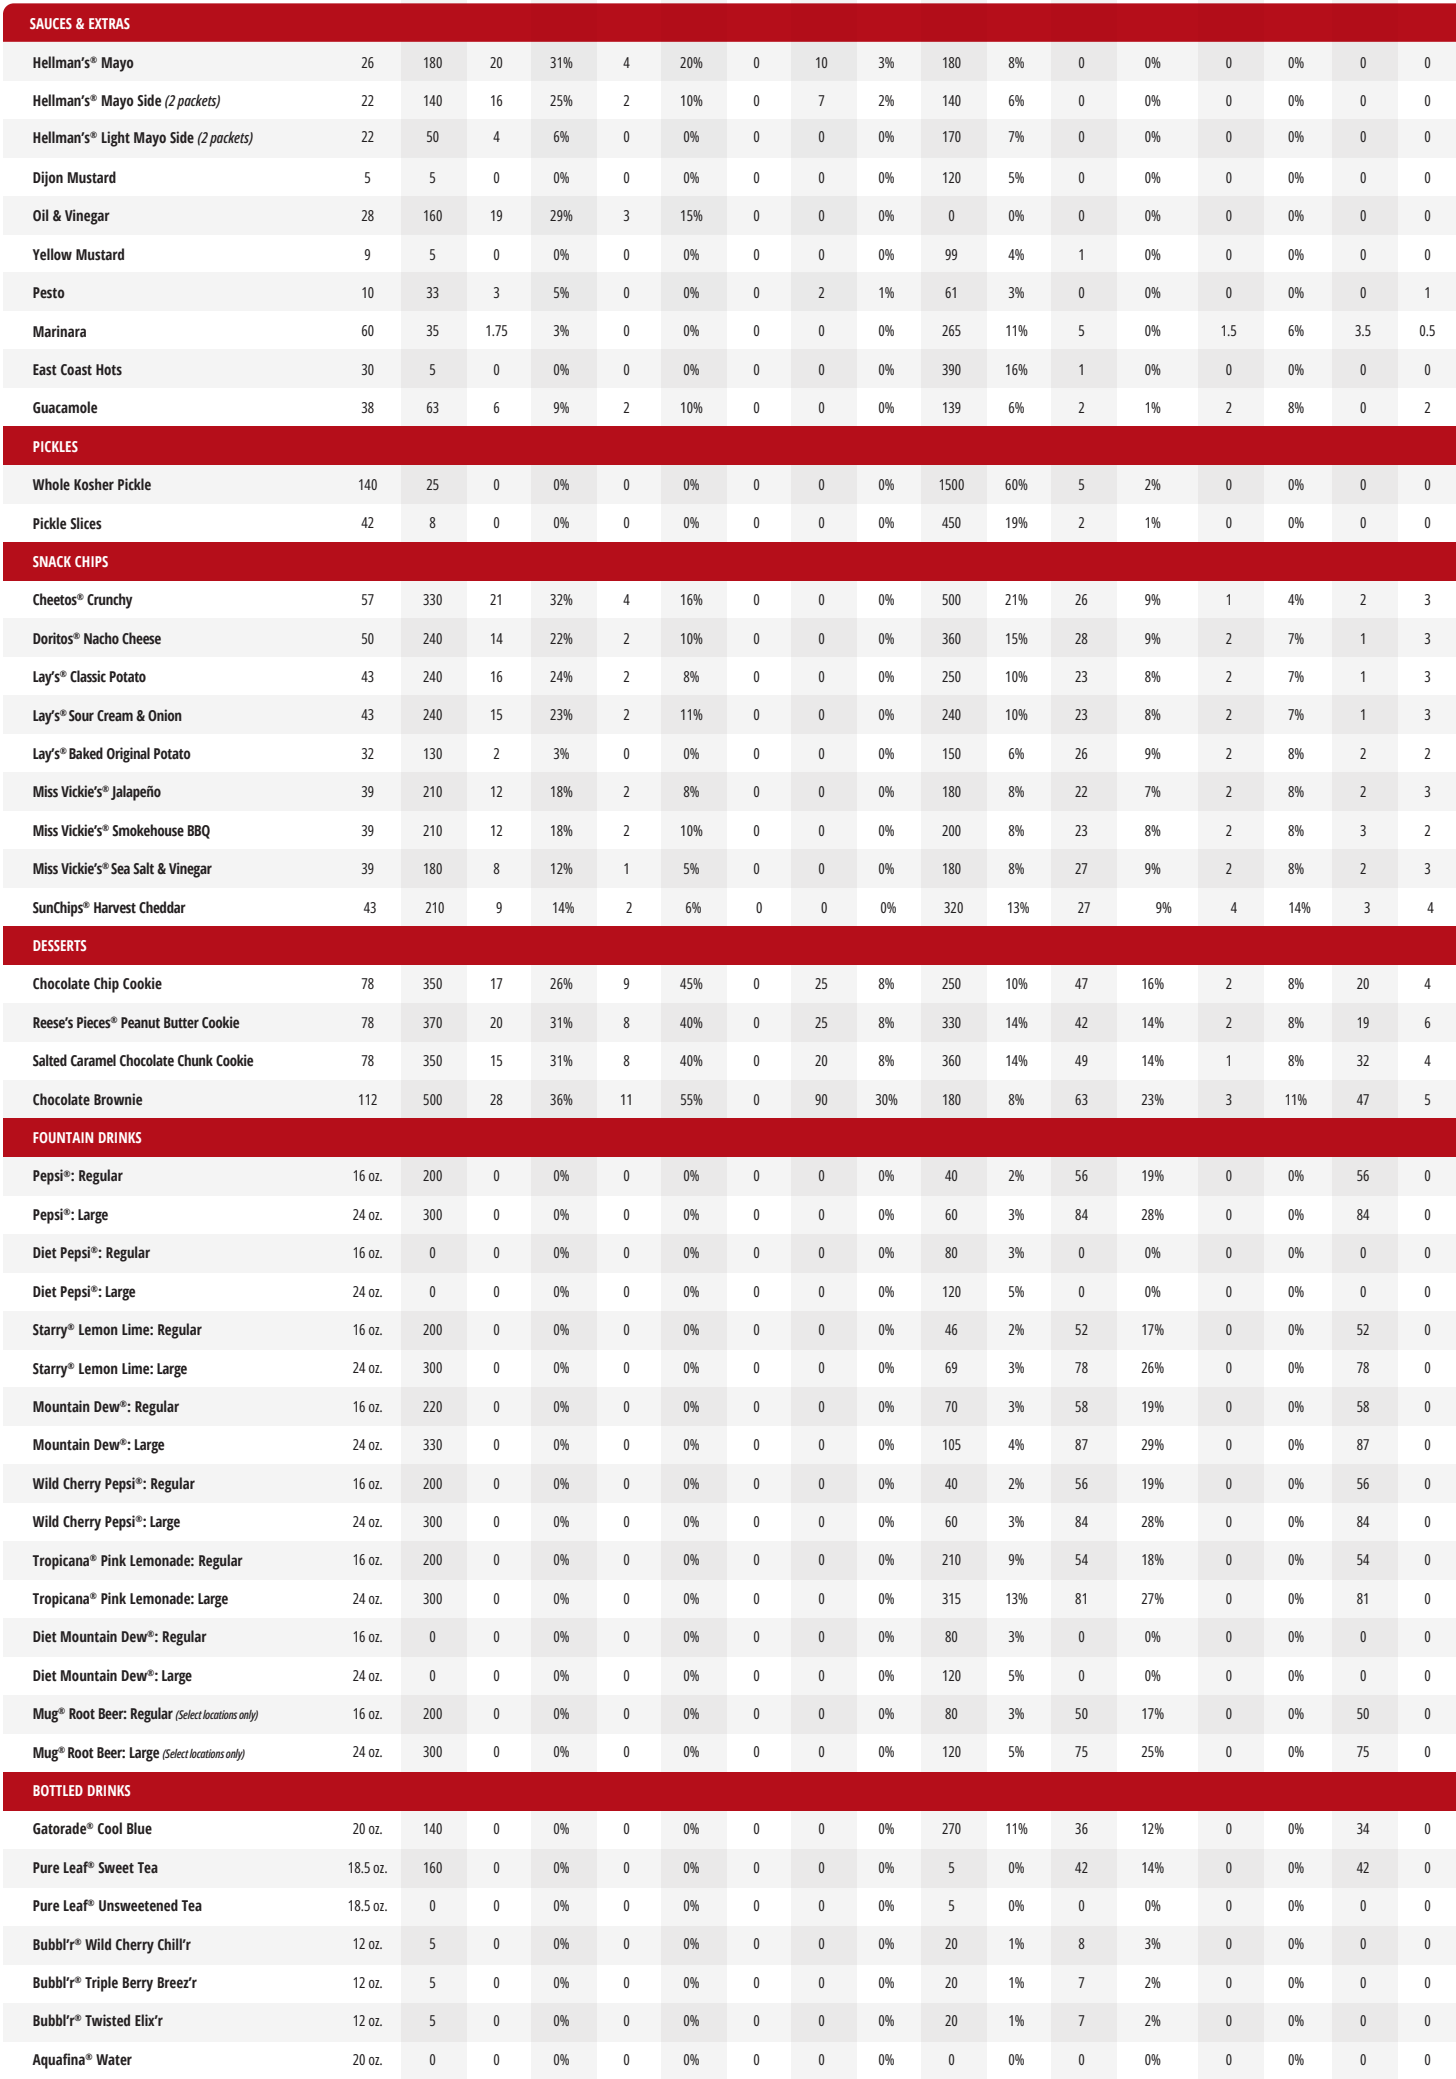 SAUCES & EXTRAS
Hellman's® Mayo 26 180 20 31% 4 20% 0 10 3% 180 8% 0 0% 0 0% 0 0
Hellman's® Mayo Side (2 packets) 22 140 16 25% 2 10% 0 7 2% 140 6% 0 0% 0 0% 0 0
Hellman's® Light Mayo Side (2 packets) 22 50 4 6% 0 0% 0 0 0% 170 7% 0 0% 0 0% 0 0
Dijon Mustard 5 5 0 0% 0 0% 0 0 0% 120 5% 0 0% 0 0% 0 0
Oil & Vinegar 28 160 19 29% 3 15% 0 0 0% 0 0% 0 0% 0 0% 0 0
Yellow Mustard 9 5 0 0% 0 0% 0 0 0% 99 4% 1 0% 0 0% 0 0
Pesto 10 33 3 5% 0 0% 0 2 1% 61 3% 0 0% 0 0% 0 1
Marinara 60 35 1.75 3% 0 0% 0 0 0% 265 11% 5 0% 1.5 6% 3.5 0.5
East Coast Hots 30 5 0 0% 0 0% 0 0 0% 390 16% 1 0% 0 0% 0 0
Guacamole 38 63 6 9% 2 10% 0 0 0% 139 6% 2 1% 2 8% 0 2
PICKLES
Whole Kosher Pickle 140 25 0 0% 0 0% 0 0 0% 1500 60% 5 2% 0 0% 0 0
Pickle Slices 42 8 0 0% 0 0% 0 0 0% 450 19% 2 1% 0 0% 0 0
SNACK CHIPS
Cheetos® Crunchy 57 330 21 32% 4 16% 0 0 0% 500 21% 26 9% 1 4% 2 3
Doritos® Nacho Cheese 50 240 14 22% 2 10% 0 0 0% 360 15% 28 9% 2 7% 1 3
Lay's® Classic Potato 43 240 16 24% 2 8% 0 0 0% 250 10% 23 8% 2 7% 1 3
Lay's® Sour Cream & Onion 43 240 15 23% 2 11% 0 0 0% 240 10% 23 8% 2 7% 1 3
Lay's® Baked Original Potato 32 130 2 3% 0 0% 0 0 0% 150 6% 26 9% 2 8% 2 2
Miss Vickie's® Jalapeño 39 210 12 18% 2 8% 0 0 0% 180 8% 22 7% 2 8% 2 3
Miss Vickie's® Smokehouse BBQ 39 210 12 18% 2 10% 0 0 0% 200 8% 23 8% 2 8% 3 2
Miss Vickie's® Sea Salt & Vinegar 39 180 8 12% 1 5% 0 0 0% 180 8% 27 9% 2 8% 2 3
SunChips® Harvest Cheddar 43 210 9 14% 2 6% 0 0 0% 320 13% 27 9% 4 14% 3 4
DESSERTS
Chocolate Chip Cookie 78 350 17 26% 9 45% 0 25 8% 250 10% 47 16% 2 8% 20 4
Reese's Pieces® Peanut Butter Cookie 78 370 20 31% 8 40% 0 25 8% 330 14% 42 14% 2 8% 19 6
Salted Caramel Chocolate Chunk Cookie 78 350 15 31% 8 40% 0 20 8% 360 14% 49 14% 1 8% 32 4
Chocolate Brownie 112 500 28 36% 11 55% 0 90 30% 180 8% 63 23% 3 11% 47 5
FOUNTAIN DRINKS
Pepsi®: Regular 16 oz. 200 0 0% 0 0% 0 0 0% 40 2% 56 19% 0 0% 56 0
Pepsi®: Large 24 oz. 300 0 0% 0 0% 0 0 0% 60 3% 84 28% 0 0% 84 0
Diet Pepsi®: Regular 16 oz. 0 0 0% 0 0% 0 0 0% 80 3% 0 0% 0 0% 0 0
Diet Pepsi®: Large 24 oz. 0 0 0% 0 0% 0 0 0% 120 5% 0 0% 0 0% 0 0
Starry® Lemon Lime: Regular 16 oz. 200 0 0% 0 0% 0 0 0% 46 2% 52 17% 0 0% 52 0
Starry® Lemon Lime: Large 24 oz. 300 0 0% 0 0% 0 0 0% 69 3% 78 26% 0 0% 78 0
Mountain Dew®: Regular 16 oz. 220 0 0% 0 0% 0 0 0% 70 3% 58 19% 0 0% 58 0
Mountain Dew®: Large 24 oz. 330 0 0% 0 0% 0 0 0% 105 4% 87 29% 0 0% 87 0
Wild Cherry Pepsi®: Regular 16 oz. 200 0 0% 0 0% 0 0 0% 40 2% 56 19% 0 0% 56 0
Wild Cherry Pepsi®: Large 24 oz. 300 0 0% 0 0% 0 0 0% 60 3% 84 28% 0 0% 84 0
Tropicana® Pink Lemonade: Regular 16 oz. 200 0 0% 0 0% 0 0 0% 210 9% 54 18% 0 0% 54 0
Tropicana® Pink Lemonade: Large 24 oz. 300 0 0% 0 0% 0 0 0% 315 13% 81 27% 0 0% 81 0
Diet Mountain Dew®: Regular 16 oz. 0 0 0% 0 0% 0 0 0% 80 3% 0 0% 0 0% 0 0
Diet Mountain Dew®: Large 24 oz. 0 0 0% 0 0% 0 0 0% 120 5% 0 0% 0 0% 0 0
Mug® Root Beer: Regular (Select locations only) 16 oz. 200 0 0% 0 0% 0 0 0% 80 3% 50 17% 0 0% 50 0
Mug® Root Beer: Large (Select locations only) 24 oz. 300 0 0% 0 0% 0 0 0% 120 5% 75 25% 0 0% 75 0
BOTTLED DRINKS
Gatorade® Cool Blue 20 oz. 140 0 0% 0 0% 0 0 0% 270 11% 36 12% 0 0% 34 0
Pure Leaf® Sweet Tea 18.5 oz. 160 0 0% 0 0% 0 0 0% 5 0% 42 14% 0 0% 42 0
Pure Leaf® Unsweetened Tea 18.5 oz. 0 0 0% 0 0% 0 0 0% 5 0% 0 0% 0 0% 0 0
Bubbl'r® Wild Cherry Chill'r 12 oz. 5 0 0% 0 0% 0 0 0% 20 1% 8 3% 0 0% 0 0
Bubbl'r® Triple Berry Breez'r 12 oz. 5 0 0% 0 0% 0 0 0% 20 1% 7 2% 0 0% 0 0
Bubbl'r® Twisted Elix'r 12 oz. 5 0 0% 0 0% 0 0 0% 20 1% 7 2% 0 0% 0 0
Aquafina® Water 20 oz. 0 0 0% 0 0% 0 0 0% 0 0% 0 0% 0 0% 0 0